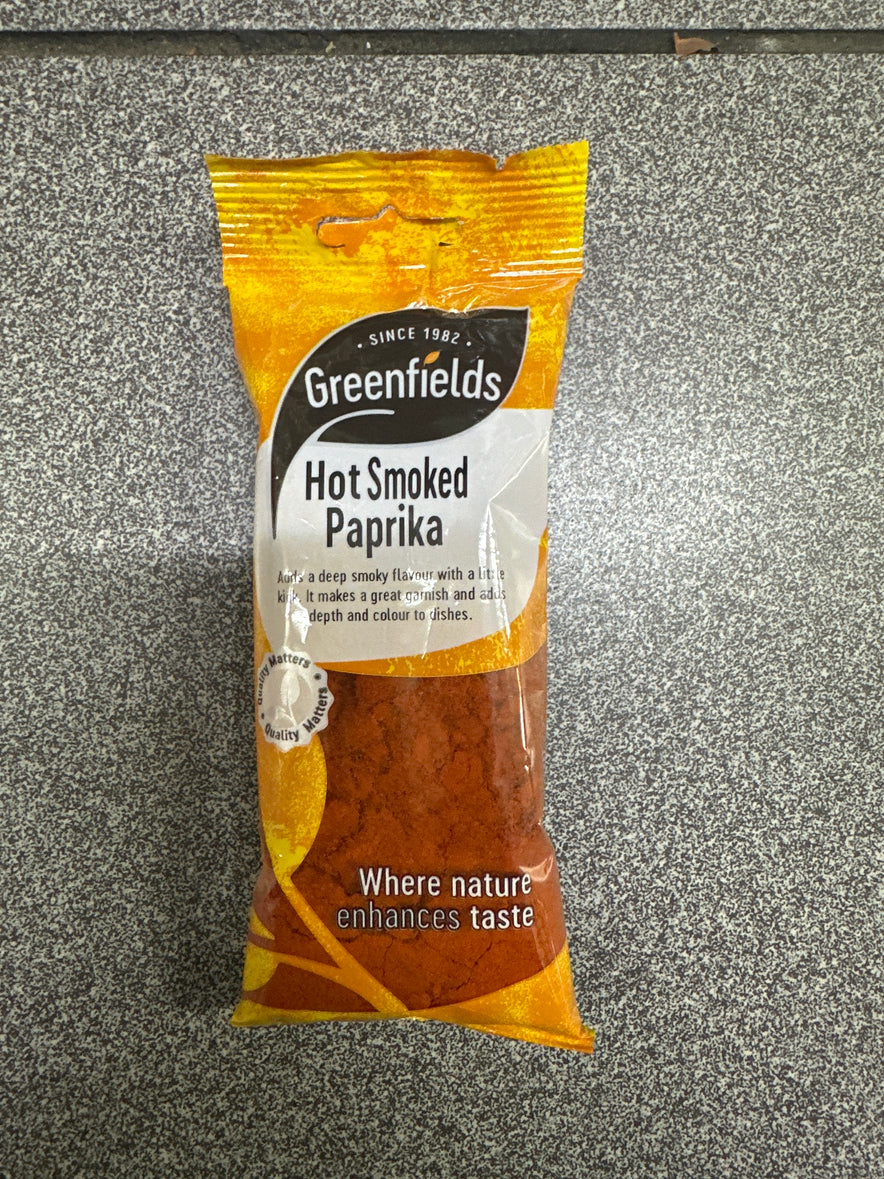 • SINCE 1982 •
Greenfields
Hot Smoked
Paprika
Adds a deep smoky flavour with a little
kick. It makes a great garnish and adds
depth and colour to dishes.
Quality Matters •
Quality Matters •
Where nature
enhances taste